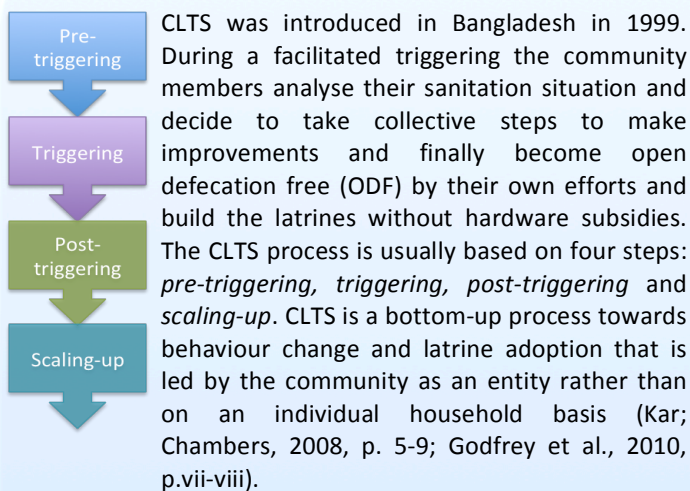 Pre-
triggering
Triggering
Post-
triggering
Scaling-up
CLTS was introduced in Bangladesh in 1999.
During a facilitated triggering the community
members analyse their sanitation situation and
decide to take collective steps to make
improvements and finally become open
defecation free (ODF) by their own efforts and
build the latrines without hardware subsidies.
The CLTS process is usually based on four steps:
pre-triggering, triggering, post-triggering and
scaling-up. CLTS is a bottom-up process towards
behaviour change and latrine adoption that is
led by the community as an entity rather than
on an individual household basis (Kar;
Chambers, 2008, p. 5-9; Godfrey et al., 2010,
p.vii-viii).